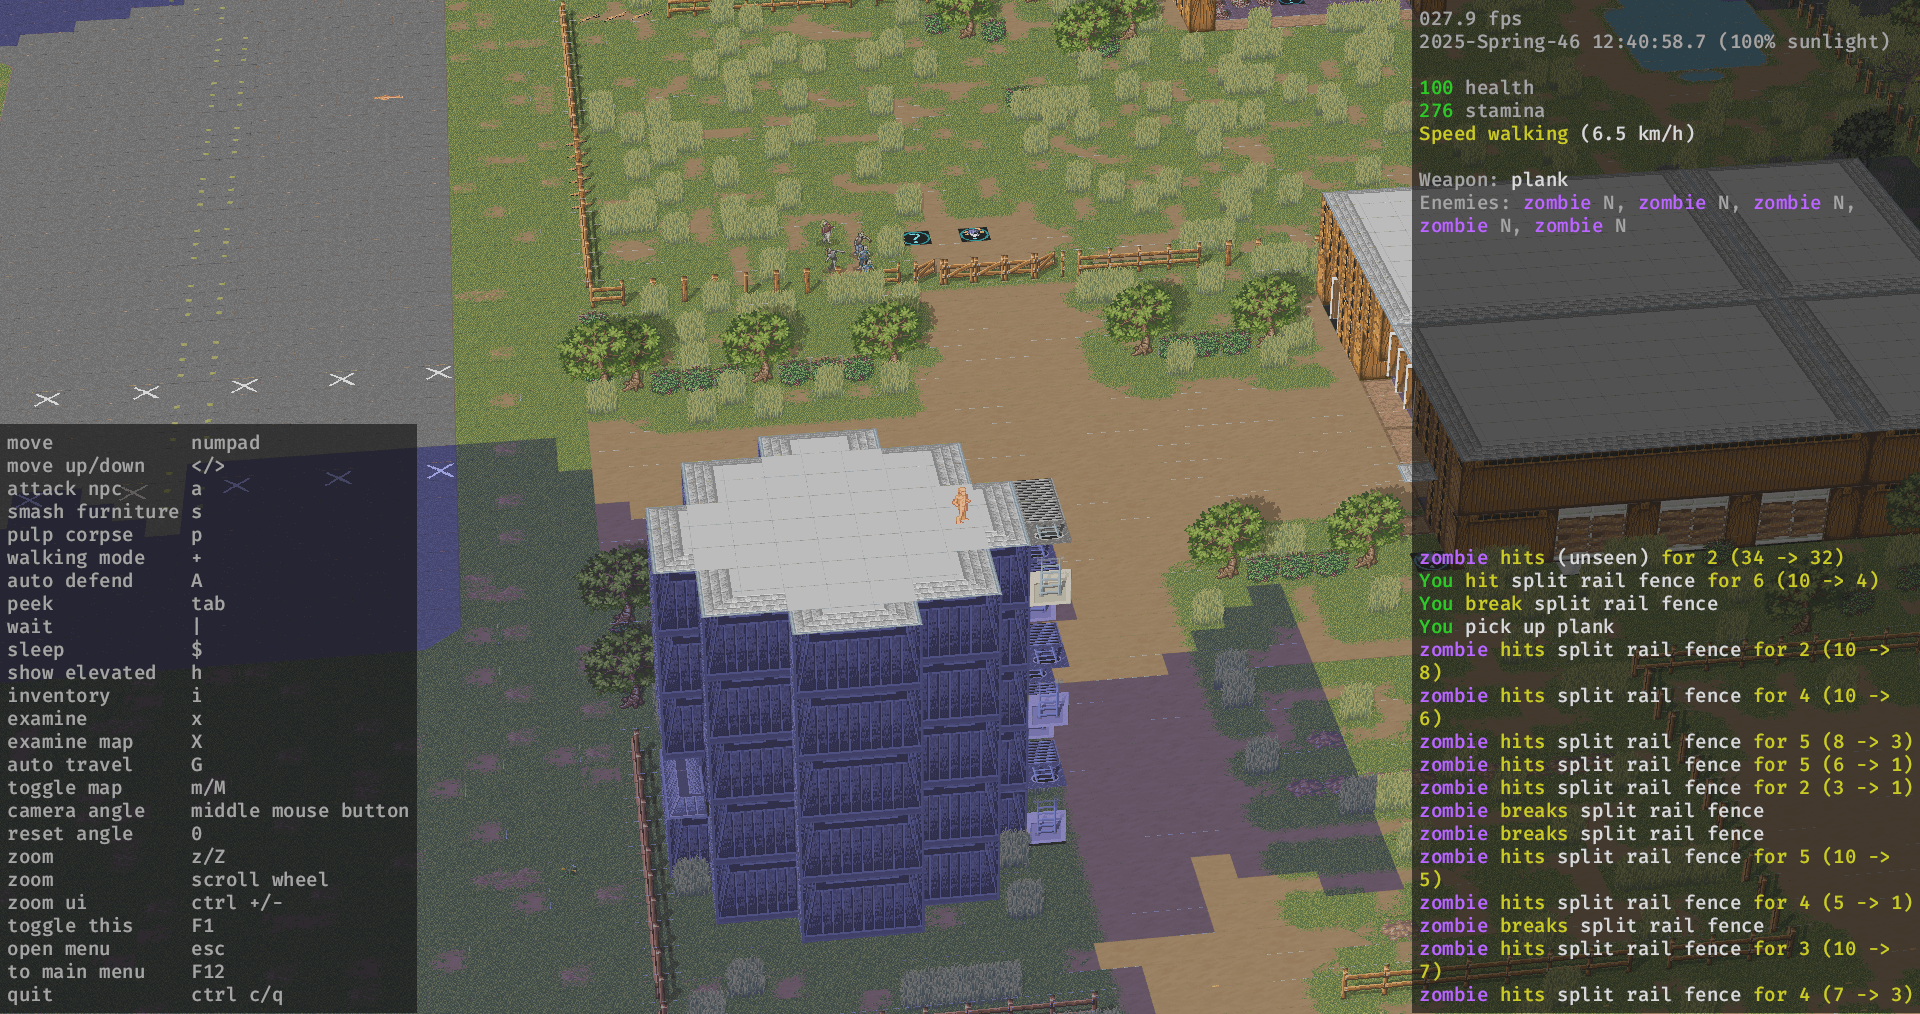 move numpad
move up/down </>
attack npc a
smash furniture s
pulp corpse p
walking mode +
auto defend A
peek tab
wait |
sleep $
show elevated h
inventory i
examine x
examine map X
auto travel G
toggle map m/M
camera angle middle mouse button
reset angle 0
zoom z/Z
zoom scroll wheel
zoom ui ctrl +/-
toggle this F1
open menu esc
to main menu F12
quit ctrl c/q
?
027.9 fps
2025-Spring-46 12:40:58.7 (100% sunlight)
100 health
276 stamina
Speed walking (6.5 km/h)
Weapon: plank
Enemies: zombie N, zombie N, zombie N,
zombie N, zombie N
zombie hits (unseen) for 2 (34 -> 32)
You hit split rail fence for 6 (10 -> 4)
You break split rail fence
You pick up plank
zombie hits split rail fence for 2 (10 ->
8)
zombie hits split rail fence for 4 (10 ->
6)
zombie hits split rail fence for 5 (8 -> 3)
zombie hits split rail fence for 5 (6 -> 1)
zombie hits split rail fence for 2 (3 -> 1)
zombie breaks split rail fence
zombie breaks split rail fence
zombie hits split rail fence for 5 (10 ->
5)
zombie hits split rail fence for 4 (5 -> 1)
zombie breaks split rail fence
zombie hits split rail fence for 3 (10 ->
7)
zombie hits split rail fence for 4 (7 -> 3)